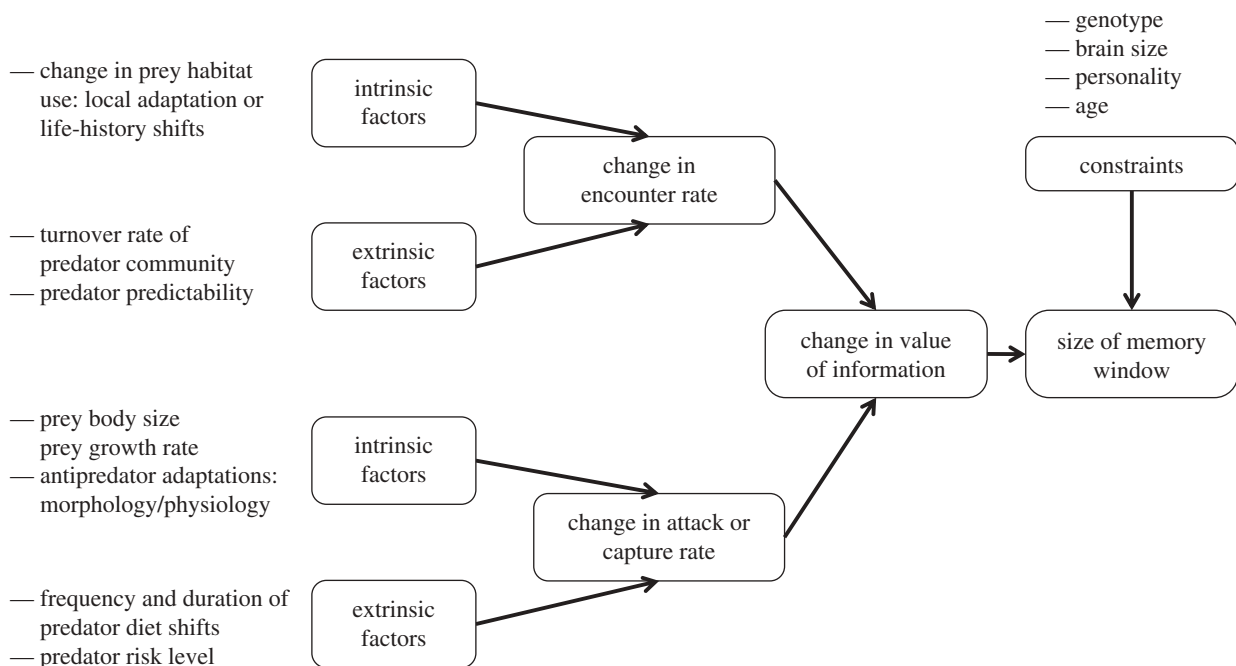 — genotype
— brain size
— personality
— age
— change in prey habitat
use: local adaptation or
life-history shifts
intrinsic
factors
change in
encounter rate
constraints
— turnover rate of
predator community
— predator predictability
extrinsic
factors
change in value
of information
size of memory
window
— prey body size
prey growth rate
— antipredator adaptations:
morphology/physiology
intrinsic
factors
change in attack or
capture rate
— frequency and duration of
predator diet shifts
— predator risk level
extrinsic
factors